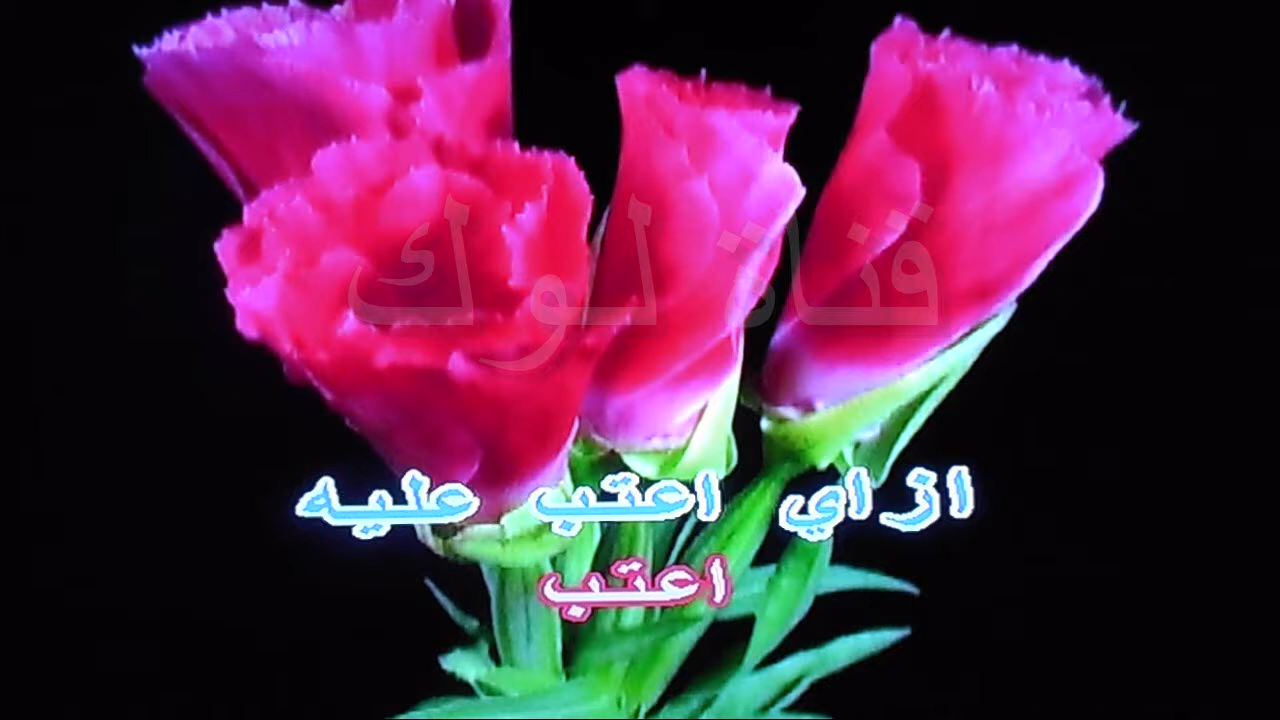 قناة لوك
ازاي اعتب عليه
اعتب